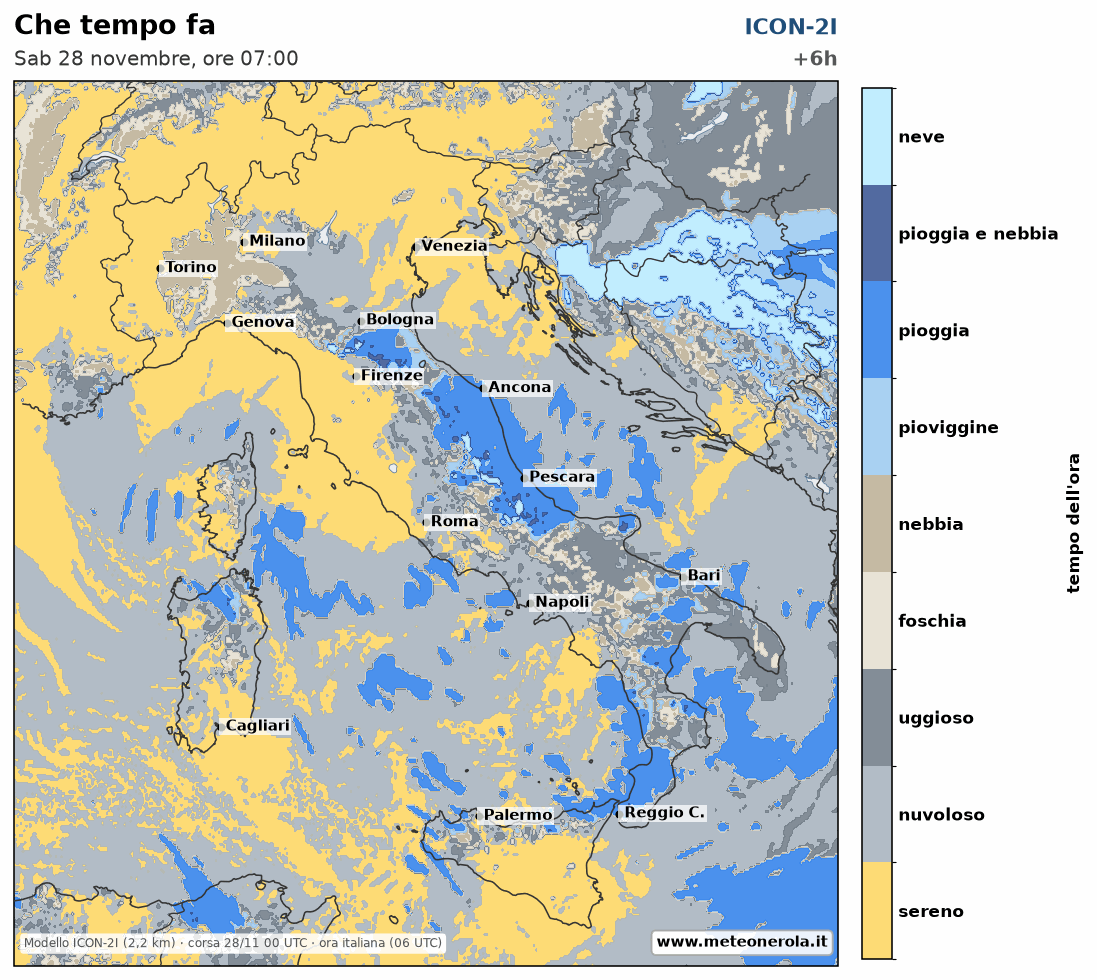 Che tempo fa
ICON-2I
Sab 28 novembre, ore 07:00
+6h
Milano
Venezia
Torino
Genova
Bologna
Firenze
Ancona
Pescara
Roma
Bari
Napoli
Cagliari
Palermo
Reggio C.
neve
pioggia e nebbia
pioggia
pioviggine
nebbia
foschia
uggioso
nuvoloso
sereno
tempo dell'ora
Modello ICON-2I (2,2 km) · corsa 28/11 00 UTC · ora italiana (06 UTC)
www.meteonerola.it